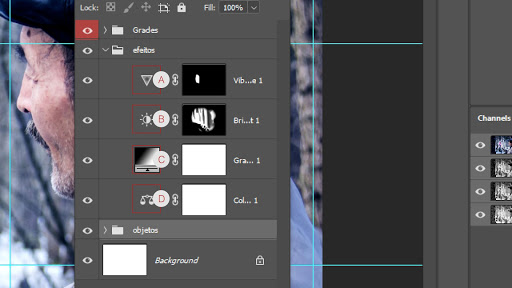 Lock: Fill: 100%
Grades
efeitos
A Vib...e 1
B Bri...t 1
C Gra... 1
D Col... 1
objetos
Background
Channels